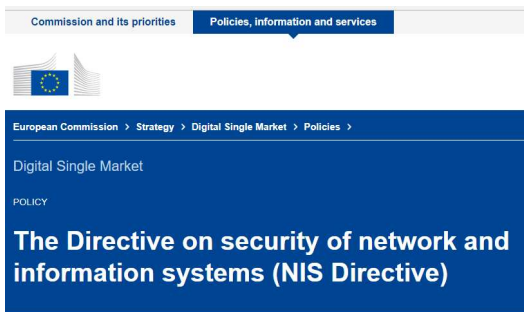 Commission and its priorities Policies, information and services
European Commission > Strategy > Digital Single Market > Policies >
Digital Single Market
POLICY
The Directive on security of network and
information systems (NIS Directive)